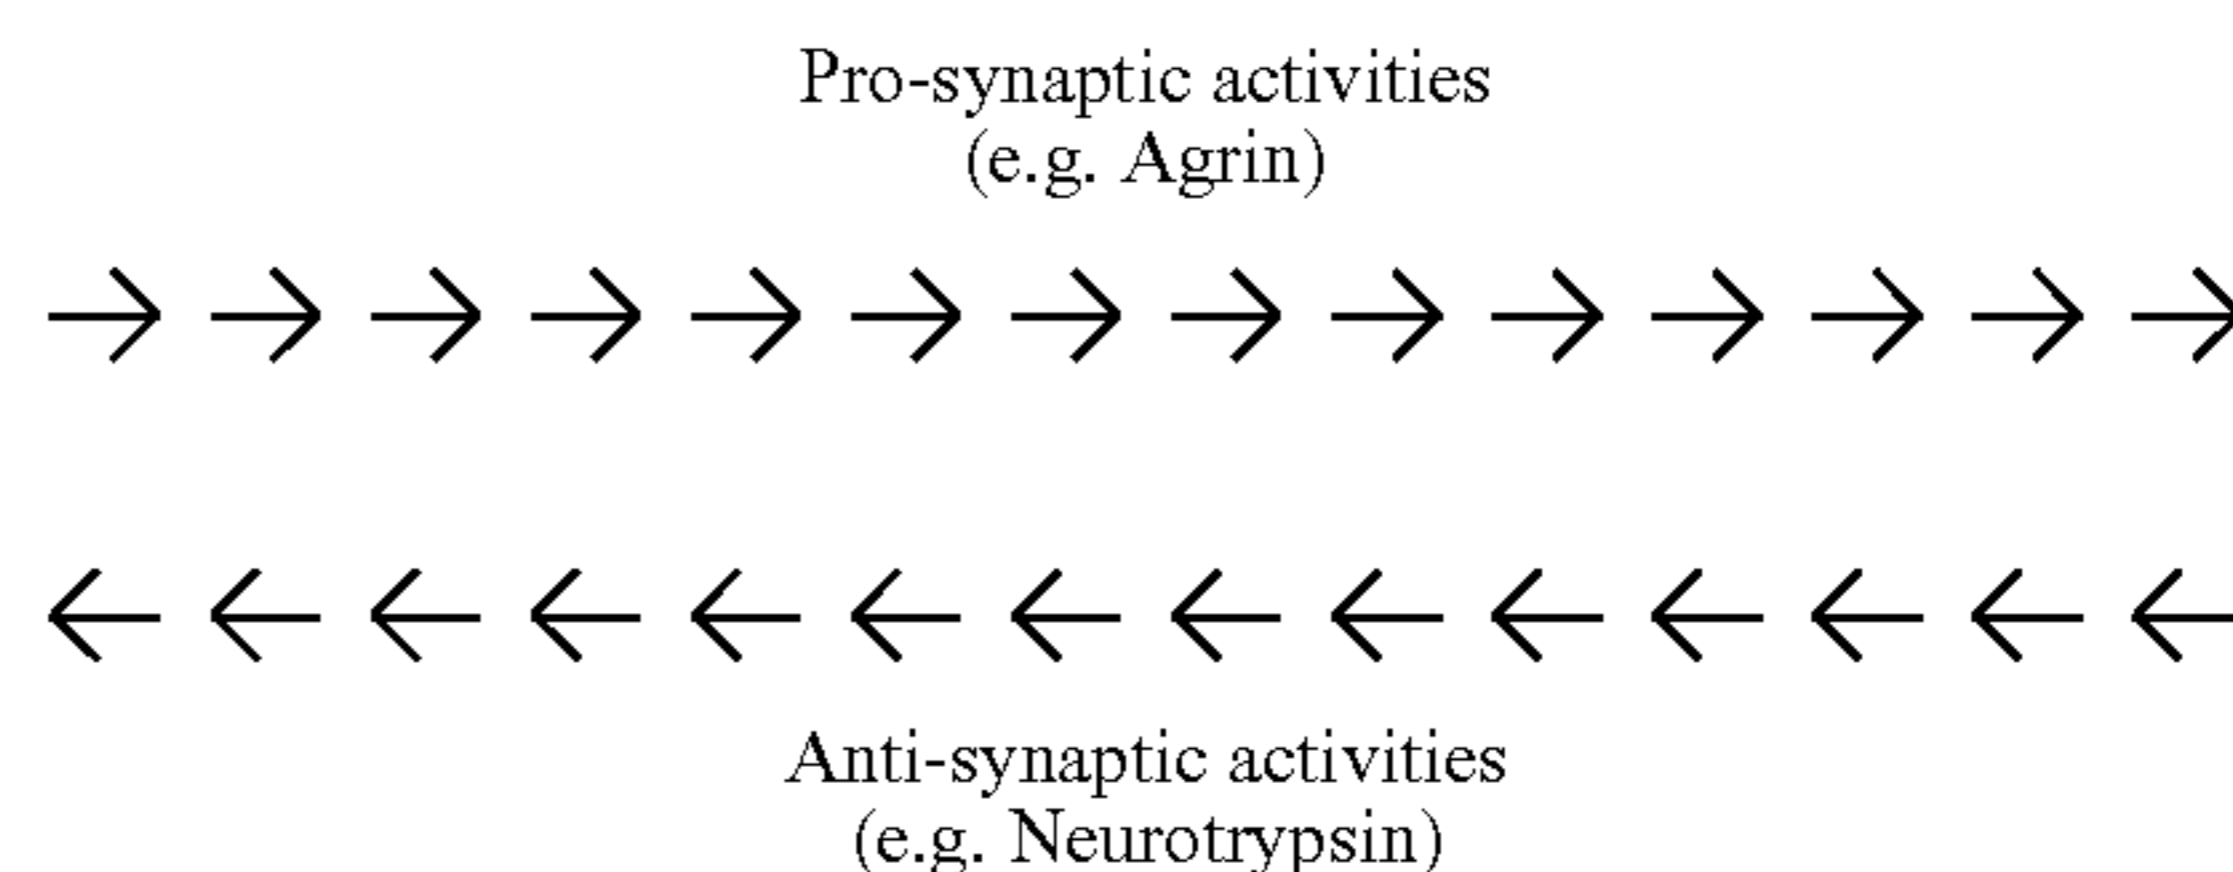 Pro-synaptic activities
(e.g. Agrin)
Anti-synaptic activities
(e.g. Neurotrypsin)